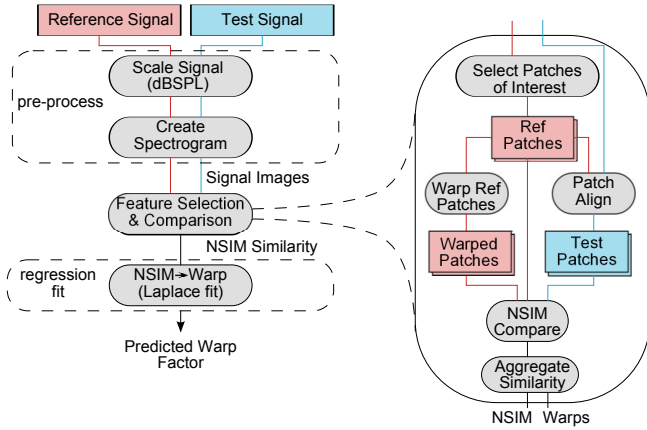 Reference Signal
Test Signal
pre-process
Scale Signal
(dBSPL)
Create
Spectrogram
Signal Images
Feature Selection
& Comparison
NSIM Similarity
regression
fit
NSIM→Warp
(Laplace fit)
Predicted Warp
Factor
Select Patches
of Interest
Ref
Patches
Warp Ref
Patches
Patch
Align
Warped
Patches
Test
Patches
NSIM
Compare
Aggregate
Similarity
NSIM Warps